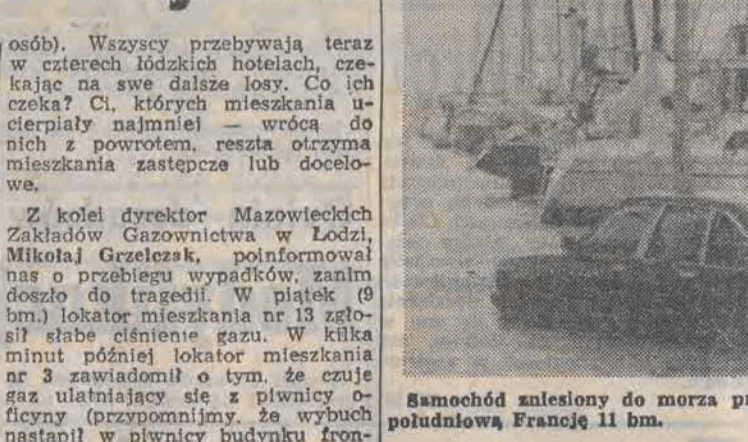 osób). Wszyscy przebywają teraz
w czterech łódzkich hotelach, cze-
kając na swe dalsze losy. Co ich
czeka? Ci, których mieszkania u-
cierpiały najmniej — wrócą do
nich z powrotem, reszta otrzyma
mieszkania zastępcze lub docelo-
we.
Z kolei dyrektor Mazowieckich
Zakładów Gazownictwa w Łodzi,
Mikołaj Grzelczak, poinformował
nas o przebiegu wypadków, zanim
doszło do tragedii. W piątek (9
bm.) lokator mieszkania nr 13 zgło-
sił słabe ciśnienie gazu. W kilka
minut później lokator mieszkania
nr 3 zawiadomił o tym, że czuje
gaz ulatniający się z piwnicy o-
ficyny (przypomnijmy, że wybuch
nastąpił w piwnicy budynku fron-
Samochód zniesiony do morza
południową Francję 11 bm.